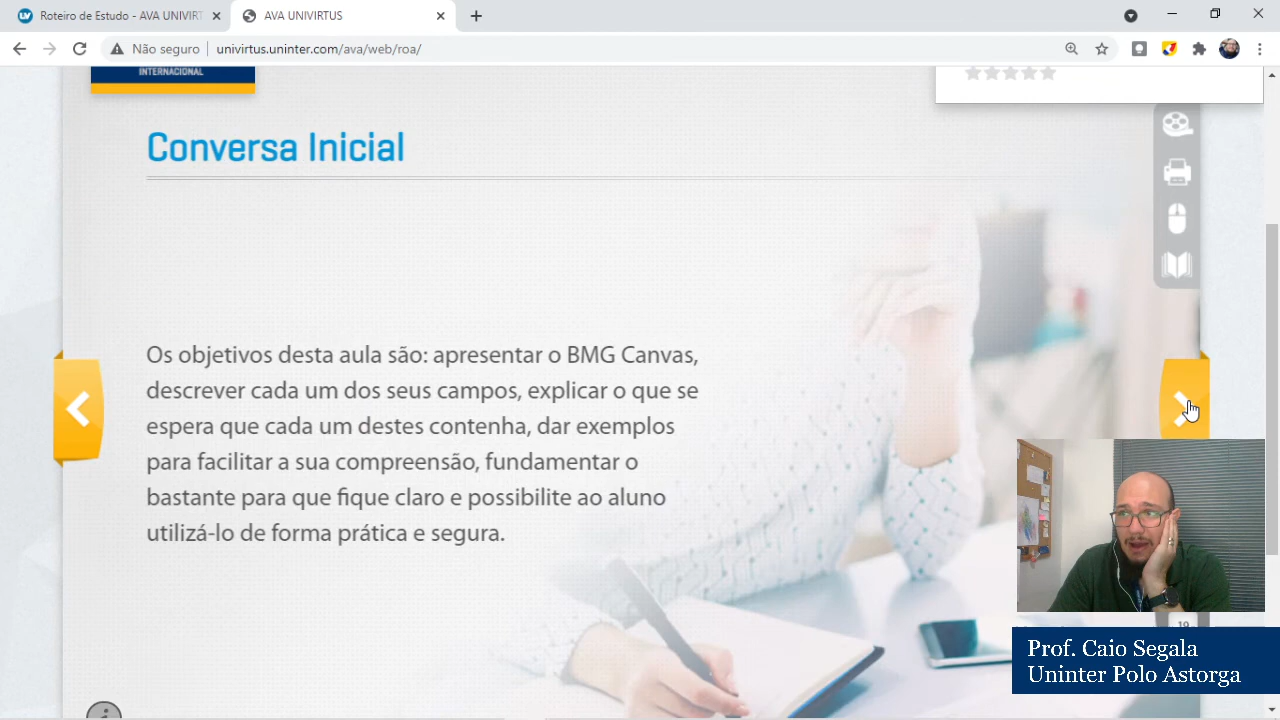 Roteiro de Estudo - AVA UNIVIRT
AVA UNIVIRTUS
Não seguro
univirtus.uninter.com/ava/web/roa/
INTERNACIONAL
Conversa Inicial
Os objetivos desta aula são: apresentar o BMG Canvas,
descrever cada um dos seus campos, explicar o que se
espera que cada um destes contenha, dar exemplos
para facilitar a sua compreensão, fundamentar o
bastante para que fique claro e possibilite ao aluno
utilizá-lo de forma prática e segura.
19
Prof. Caio Segala
Uninter Polo Astorga